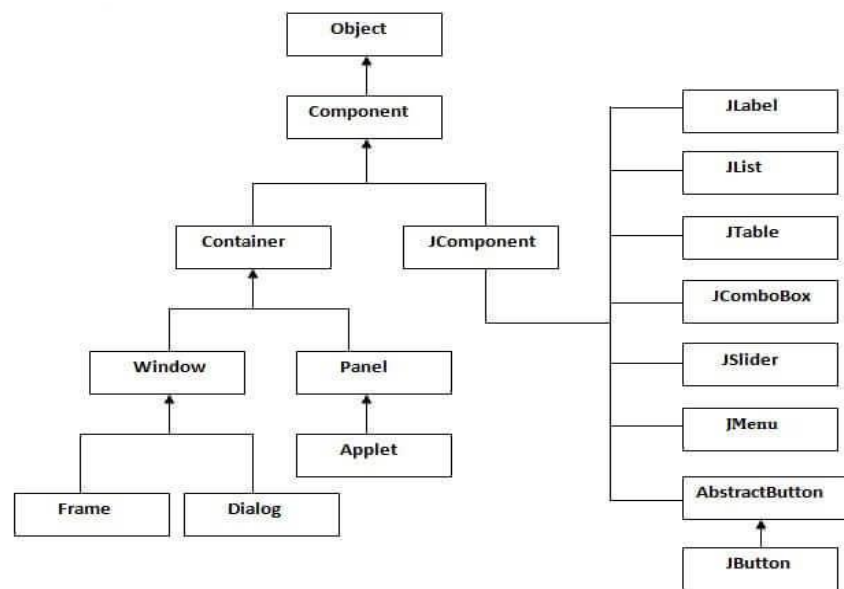 Object
Component
Container
JComponent
Window
Panel
Applet
Frame
Dialog
JLabel
JList
JTable
JComboBox
JSlider
JMenu
AbstractButton
JButton